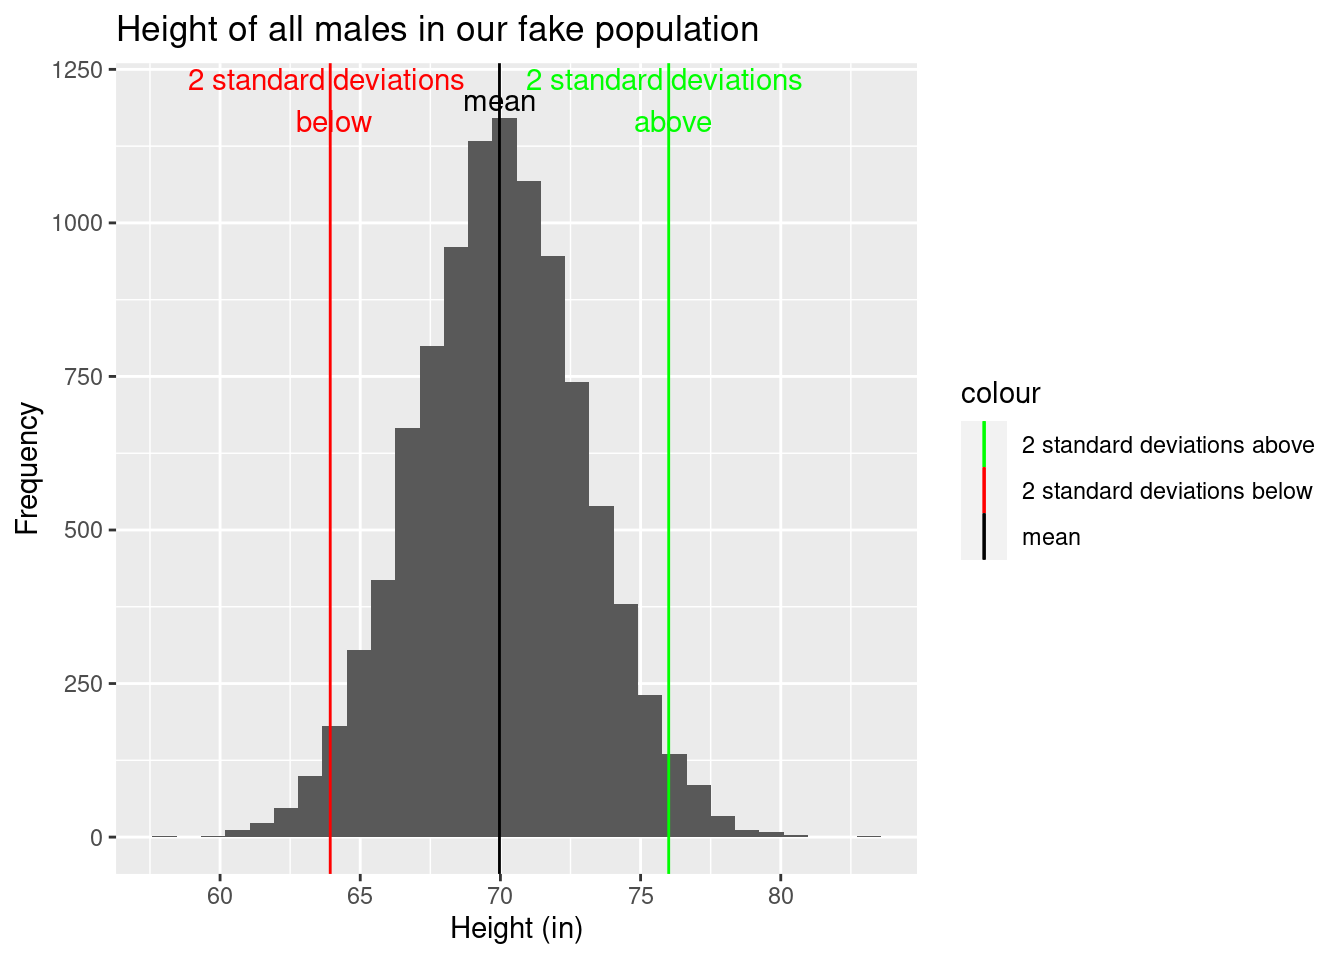 Height of all males in our fake population
1250
1000
750
500
250
0
Frequency
2 standard deviations
below
mean
2 standard deviations
above
60 65 70 75 80
Height (in)
colour
2 standard deviations above
2 standard deviations below
mean